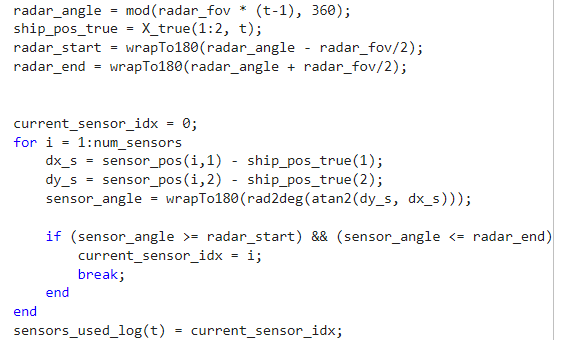 radar_angle = mod(radar_fov * (t-1), 360);
ship_pos_true = X_true(1:2, t);
radar_start = wrapTo180(radar_angle - radar_fov/2);
radar_end = wrapTo180(radar_angle + radar_fov/2);
current_sensor_idx = 0;
for i = 1:num_sensors
    dx_s = sensor_pos(i,1) - ship_pos_true(1);
    dy_s = sensor_pos(i,2) - ship_pos_true(2);
    sensor_angle = wrapTo180(rad2deg(atan2(dy_s, dx_s)));
    if (sensor_angle >= radar_start) && (sensor_angle <= radar_end)
        current_sensor_idx = i;
        break;
    end
end
sensors_used_log(t) = current_sensor_idx;